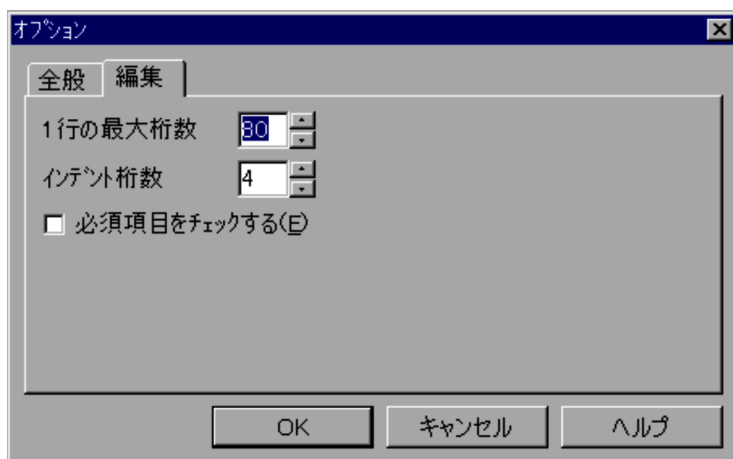 オプション
全般 編集
1行の最大桁数 80
インデント桁数 4
必須項目をチェックする(E)
OK キャンセル ヘルプ